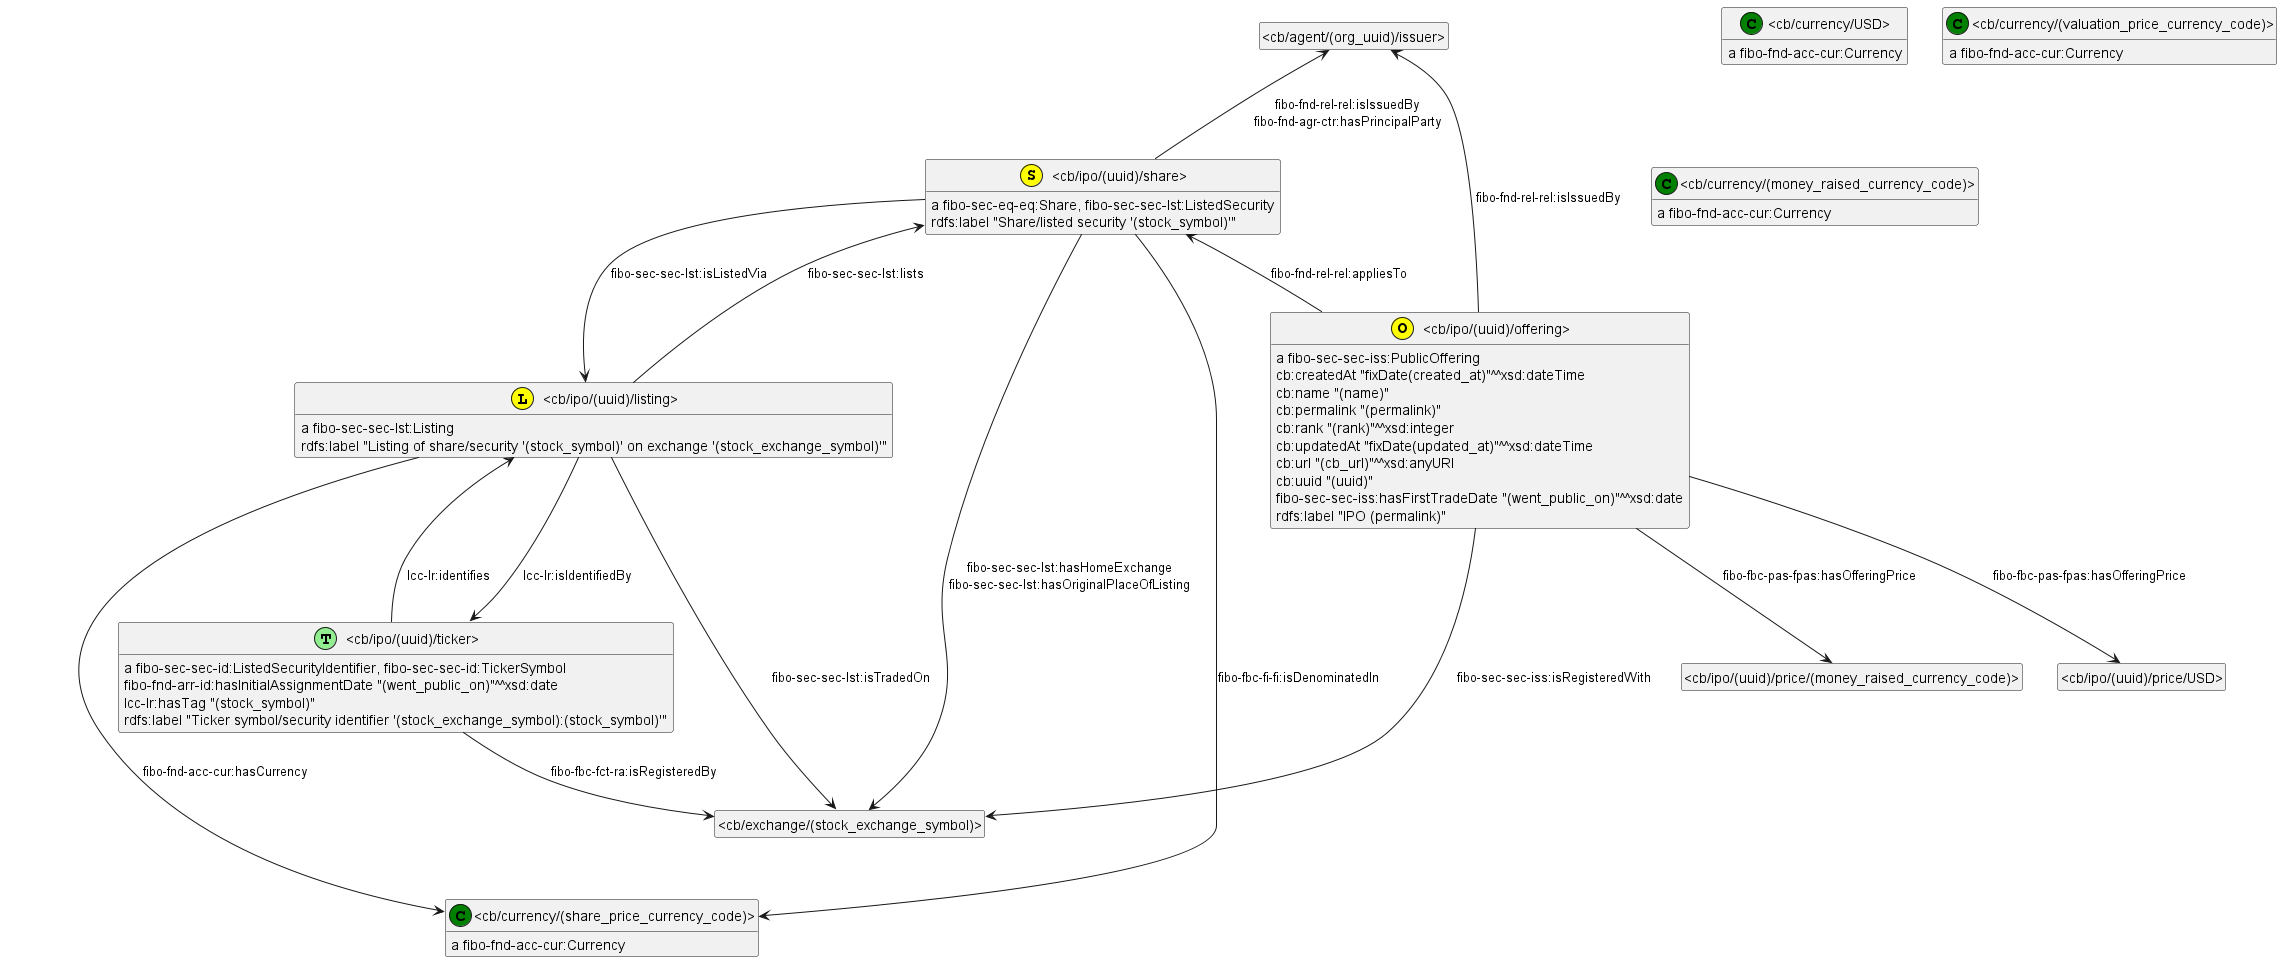 <cb/agent/(org_uuid)/issuer>
C <cb/currency/USD>
a fibo-fnd-acc-cur:Currency
C <cb/currency/(valuation_price_currency_code)>
a fibo-fnd-acc-cur:Currency
fibo-fnd-rel-rel:isIssuedBy
fibo-fnd-agr-ctr:hasPrincipalParty
S <cb/ipo/(uuid)/share>
a fibo-sec-eq-eq:Share, fibo-sec-sec-lst:ListedSecurity
rdfs:label "Share/listed security '(stock_symbol)'"
fibo-fnd-rel-rel:isIssuedBy
C <cb/currency/(money_raised_currency_code)>
a fibo-fnd-acc-cur:Currency
fibo-sec-sec-lst:isListedVia
fibo-sec-sec-lst:lists
fibo-fnd-rel-rel:appliesTo
O <cb/ipo/(uuid)/offering>
a fibo-sec-sec-iss:PublicOffering
cb:createdAt "fixDate(created_at)"^^xsd:dateTime
cb:name "(name)"
cb:permalink "(permalink)"
cb:rank "(rank)"^^xsd:integer
cb:updatedAt "fixDate(updated_at)"^^xsd:dateTime
cb:url "(cb_url)"^^xsd:anyURI
cb:uuid "(uuid)"
fibo-sec-sec-iss:hasFirstTradeDate "(went_public_on)"^^xsd:date
rdfs:label "IPO (permalink)"
L <cb/ipo/(uuid)/listing>
a fibo-sec-sec-lst:Listing
rdfs:label "Listing of share/security '(stock_symbol)' on exchange '(stock_exchange_symbol)'"
lcc-lr:identifies
lcc-lr:isIdentifiedBy
fibo-sec-sec-lst:hasHomeExchange
fibo-sec-sec-lst:hasOriginalPlaceOfListing
fibo-fbc-pas-fpas:hasOfferingPrice
fibo-fbc-pas-fpas:hasOfferingPrice
T <cb/ipo/(uuid)/ticker>
a fibo-sec-sec-id:ListedSecurityIdentifier, fibo-sec-sec-id:TickerSymbol
fibo-fnd-arr-id:hasInitialAssignmentDate "(went_public_on)"^^xsd:date
lcc-lr:hasTag "(stock_symbol)"
rdfs:label "Ticker symbol/security identifier '(stock_exchange_symbol):(stock_symbol)'"
fibo-sec-sec-lst:isTradedOn
fibo-fbc-fi-fi:isDenominatedIn
fibo-sec-sec-iss:isRegisteredWith
<cb/ipo/(uuid)/price/(money_raised_currency_code)>
<cb/ipo/(uuid)/price/USD>
fibo-fnd-acc-cur:hasCurrency
fibo-fbc-fct-ra:isRegisteredBy
<cb/exchange/(stock_exchange_symbol)>
C <cb/currency/(share_price_currency_code)>
a fibo-fnd-acc-cur:Currency